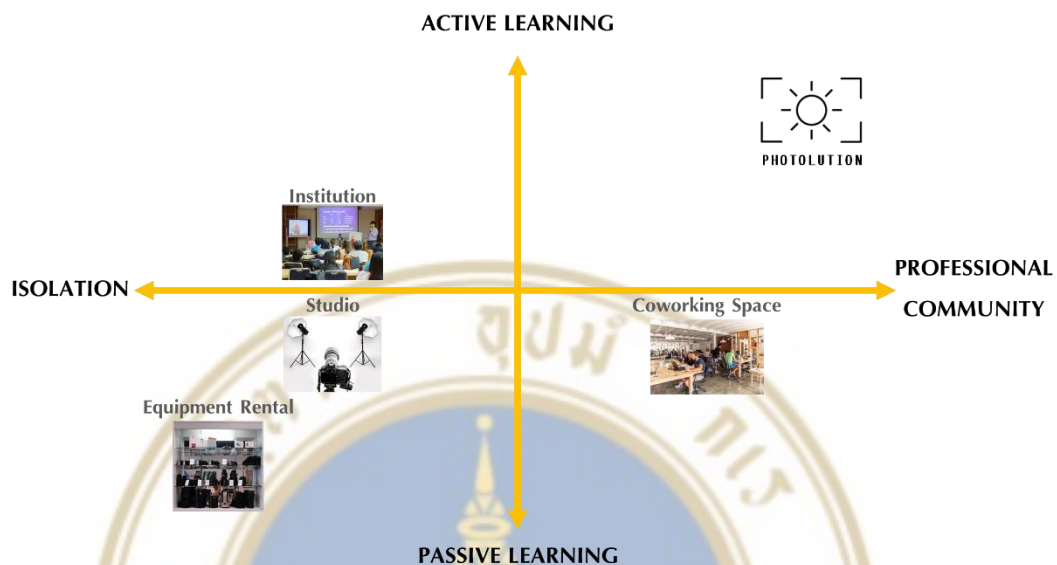 ACTIVE LEARNING
PHOTOLUTION
Institution
ISOLATION
PROFESSIONAL
COMMUNITY
Studio
Coworking Space
Equipment Rental
PASSIVE LEARNING